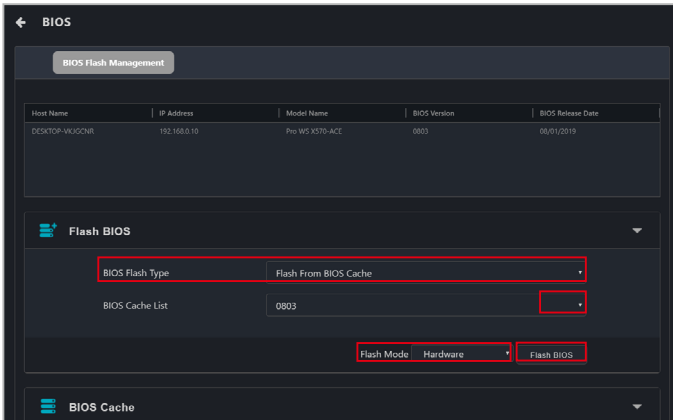 BIOS
BIOS Flash Management
Host Name IP Address Model Name BIOS Version BIOS Release Date
DESKTOP-VKJGCNR 192.168.0.10 Pro WS X570-ACE 0803 08/01/2019
Flash BIOS
BIOS Flash Type Flash From BIOS Cache
BIOS Cache List 0803
Flash Mode Hardware Flash BIOS
BIOS Cache